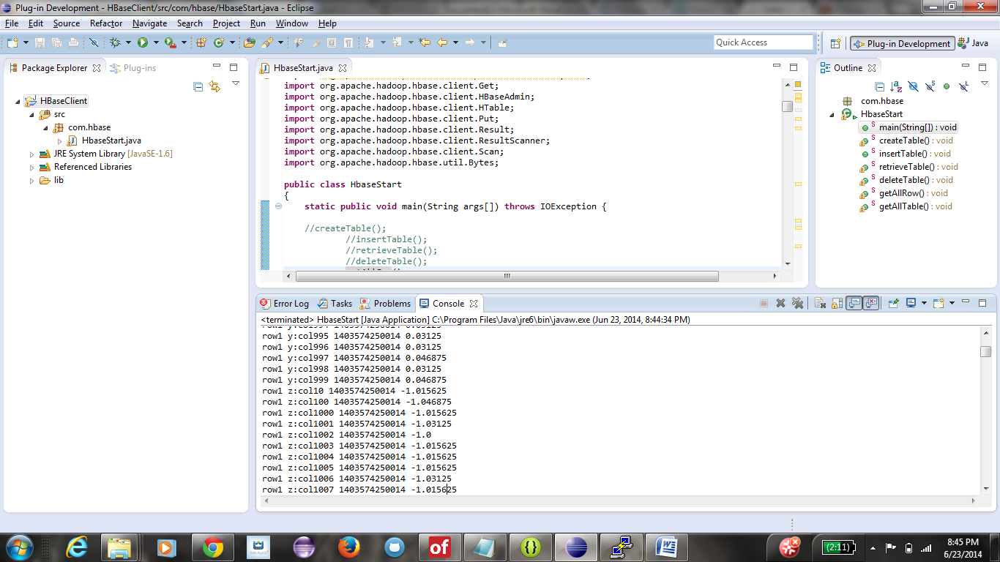 Plug-in Development - HBaseClient/src/com/hbase/HbaseStart.java - Eclipse
File Edit Source Refactor Navigate Search Project Run Window Help
Quick Access
Plug-in Development
Java
Package Explorer
Plug-ins
HBaseClient
src
com.hbase
HbaseStart.java
JRE System Library [JavaSE-1.6]
Referenced Libraries
lib
HbaseStart.java
import org.apache.hadoop.hbase.client.Get;
import org.apache.hadoop.hbase.client.HBaseAdmin;
import org.apache.hadoop.hbase.client.HTable;
import org.apache.hadoop.hbase.client.Put;
import org.apache.hadoop.hbase.client.Result;
import org.apache.hadoop.hbase.client.ResultScanner;
import org.apache.hadoop.hbase.client.Scan;
import org.apache.hadoop.hbase.util.Bytes;
public class HbaseStart
{
static public void main(String args[]) throws IOException {
//createTable();
//insertTable();
//retrieveTable();
//deleteTable();
Outline
com.hbase
HbaseStart
main(String[]) : void
createTable() : void
insertTable() : void
retrieveTable() : void
deleteTable() : void
getAllRow() : void
getAllTable() : void
Error Log Tasks Problems Console
<terminated> HbaseStart [Java Application] C:\Program Files\Java\jre6\bin\javaw.exe (Jun 23, 2014, 8:44:34 PM)
row1 y:col994 1403574250014 0.03125
row1 y:col995 1403574250014 0.03125
row1 y:col996 1403574250014 0.03125
row1 y:col997 1403574250014 0.046875
row1 y:col998 1403574250014 0.03125
row1 y:col999 1403574250014 0.046875
row1 z:col10 1403574250014 -1.015625
row1 z:col100 1403574250014 -1.046875
row1 z:col1000 1403574250014 -1.015625
row1 z:col1001 1403574250014 -1.03125
row1 z:col1002 1403574250014 -1.0
row1 z:col1003 1403574250014 -1.015625
row1 z:col1004 1403574250014 -1.015625
row1 z:col1005 1403574250014 -1.015625
row1 z:col1006 1403574250014 -1.03125
row1 z:col1007 1403574250014 -1.015625
of
(2:11)
8:45 PM
6/23/2014